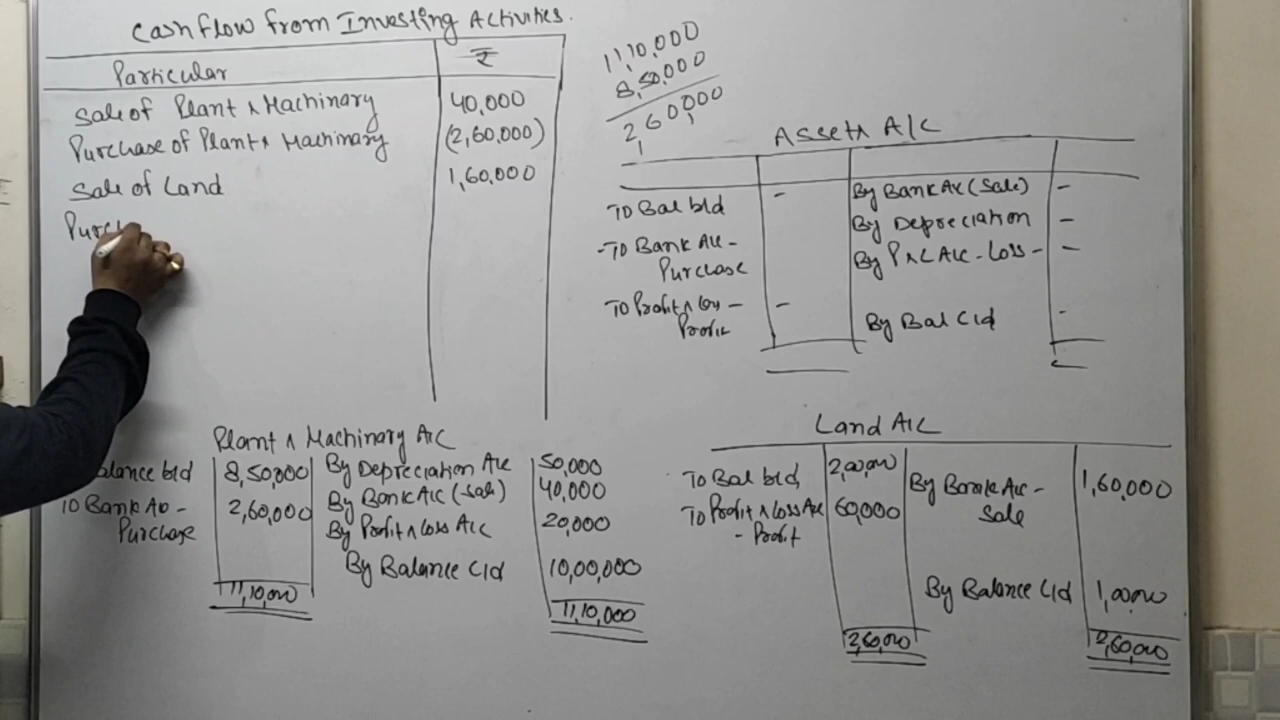 Cash flow from Investing Activities.
Particular ₹
Sale of Plant & Machinary 40,000
Purchase of Plant & Machinary (2,60,000)
Sale of Land 1,60,000
Purc
11,10,000
8,50,000
2,60,000
Assets A/C
To Bal b/d - By Bank A/c (Sale) -
By Depreciation -
- To Bank A/c - By P & L A/c - Loss - -
Purchase
To Profit & Loss - -
Profit By Bal C/d -
Plant & Machinary A/C
alance b/d 8,50,000 By Depreciation A/c 50,000
To Bank A/c - 2,60,000 By Bank A/C (Sale) 40,000
Purchase By Profit & Loss A/c 20,000
By Balance C/d 10,00,000
11,10,000 11,10,000
Land A/C
To Bal b/d 2,00,000 By Bank A/c - 1,60,000
Sale
To Profit & Loss A/c 60,000
- Profit
By Balance C/d 1,00,000
2,60,000 2,60,000